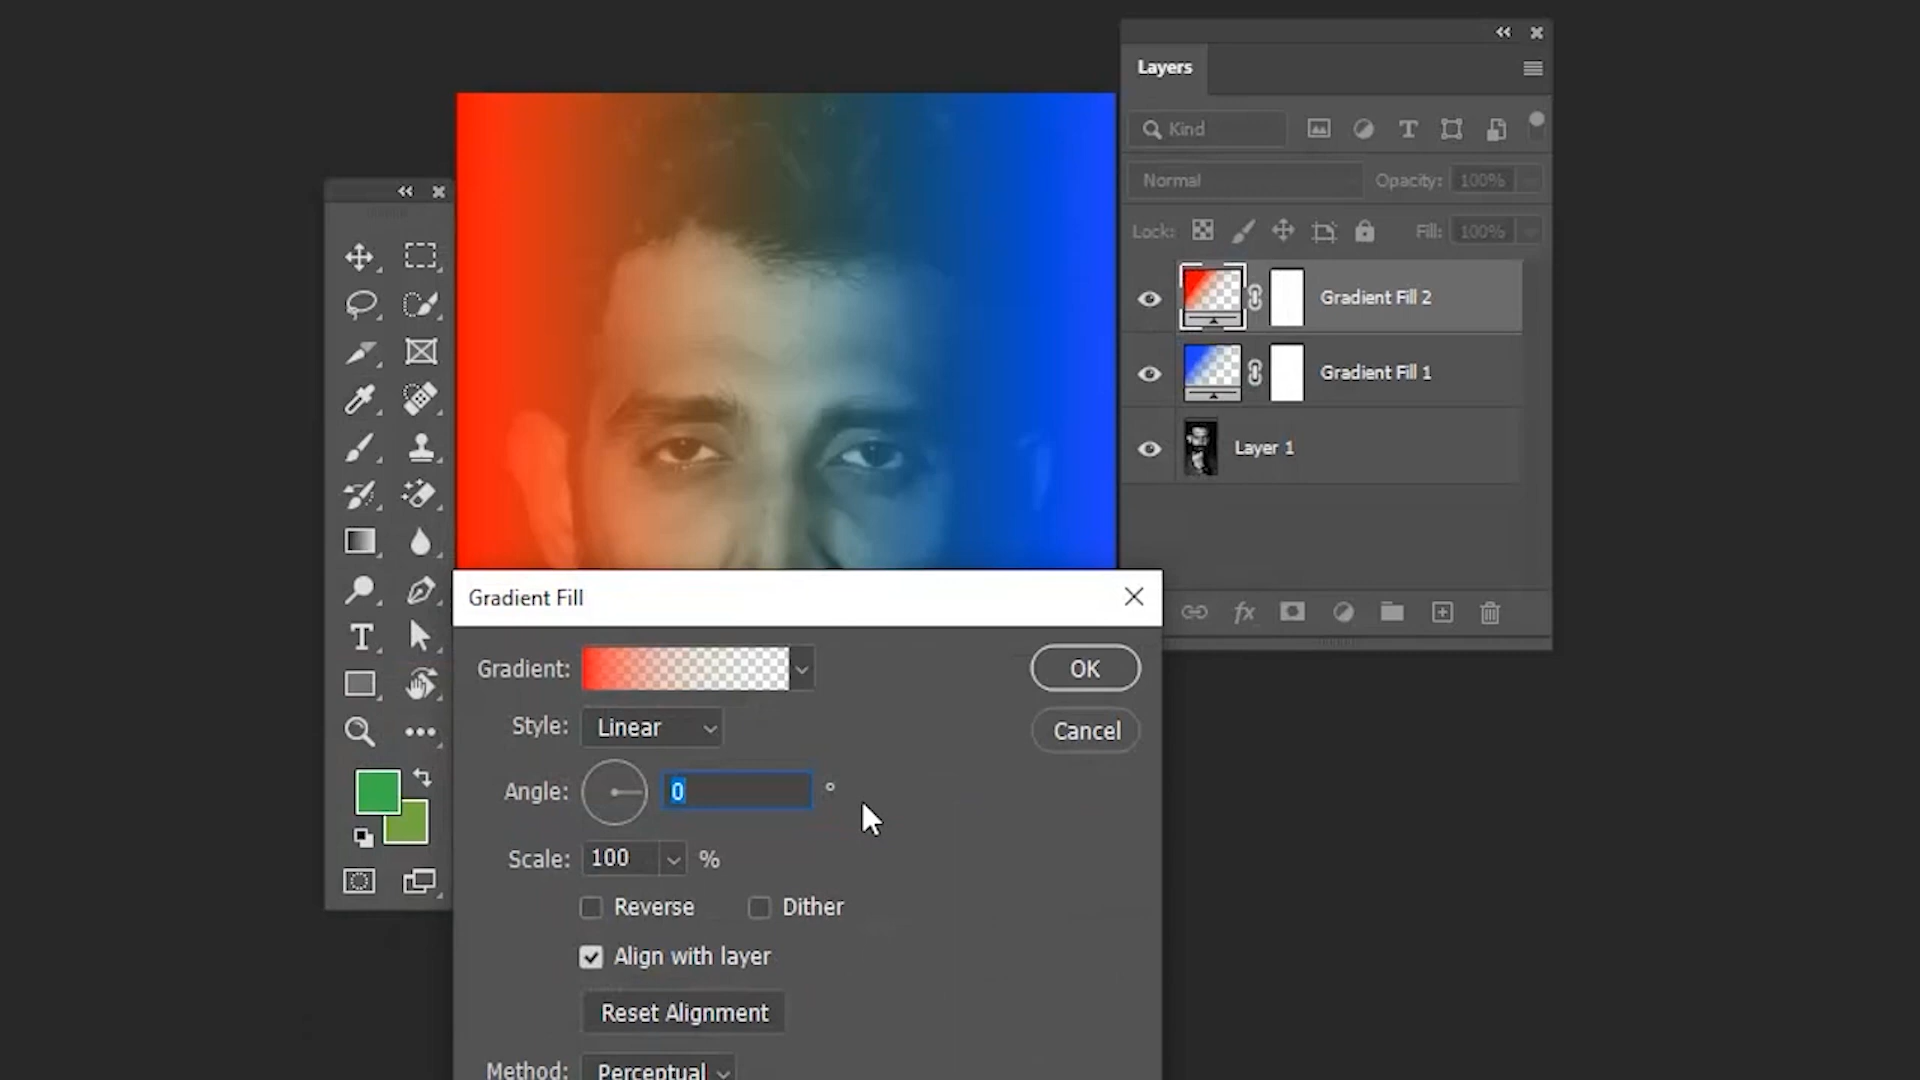 Layers
Kind
Normal
Opacity: 100%
Lock:
Fill: 100%
Gradient Fill 2
Gradient Fill 1
Layer 1
fx
Gradient Fill
Gradient:
OK
Style: Linear
Cancel
Angle: 0 °
Scale: 100 %
Reverse
Dither
Align with layer
Reset Alignment
Method: Perceptual